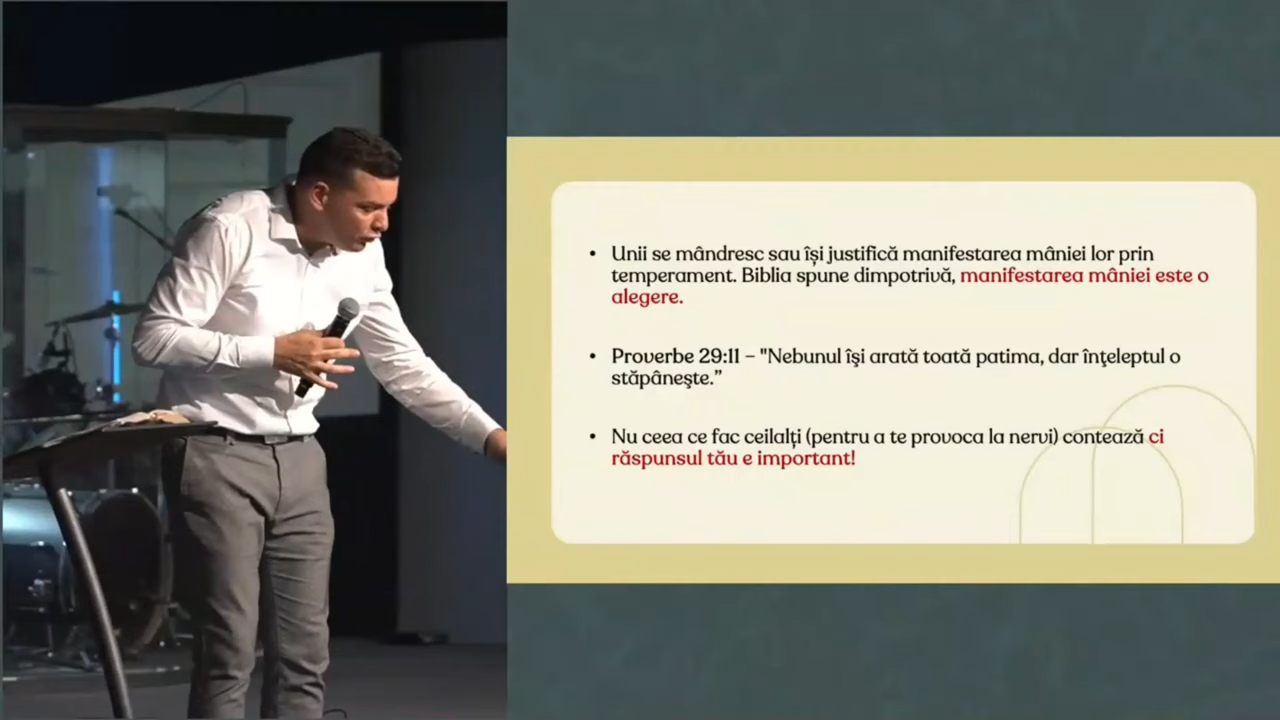 • Unii se mândresc sau își justifică manifestarea mâniei lor prin
temperament. Biblia spune dimpotrivă, manifestarea mâniei este o
alegere.
• Proverbe 29:11 – "Nebunul îşi arată toată patima, dar înţeleptul o
stăpâneşte.”
• Nu ceea ce fac ceilalți (pentru a te provoca la nervi) contează ci
răspunsul tău e important!